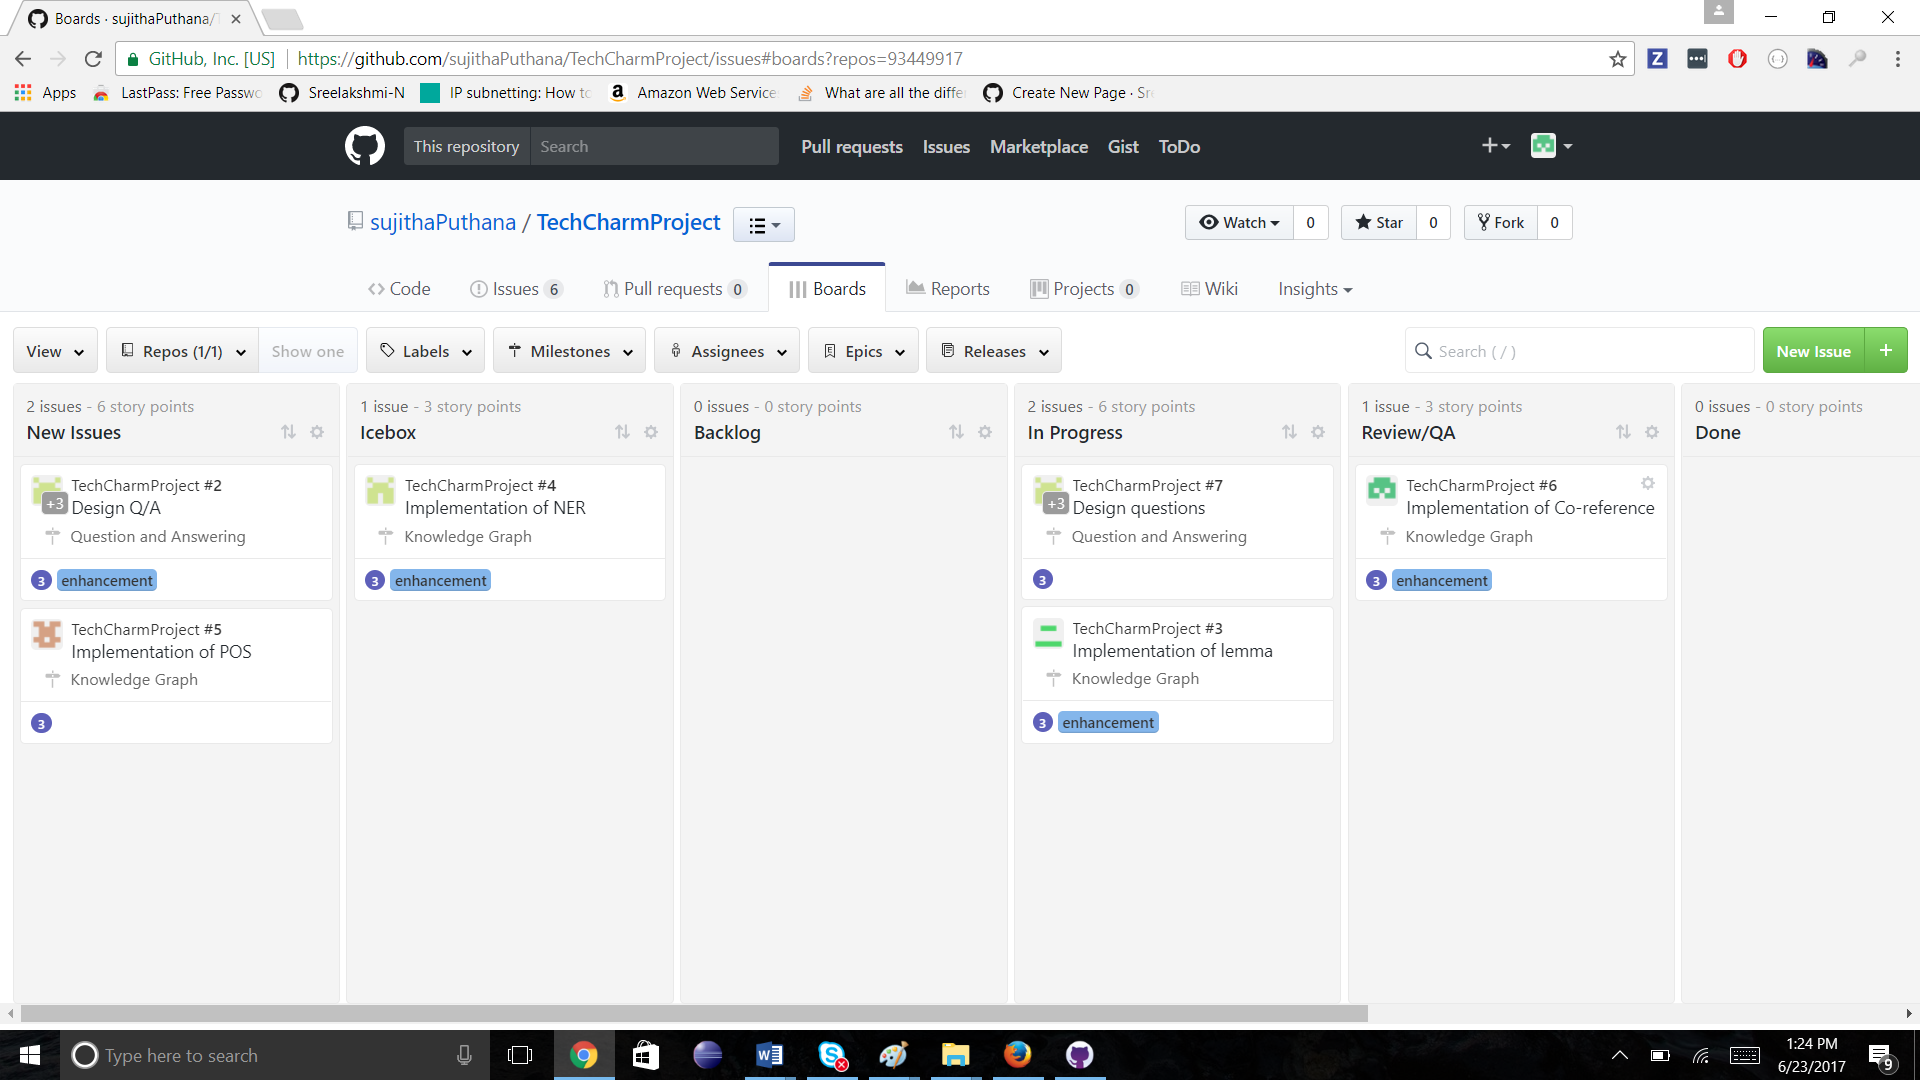 Boards · sujithaPuthana/T
GitHub, Inc. [US] https://github.com/sujithaPuthana/TechCharmProject/issues#boards?repos=93449917
Apps LastPass: Free Passwo Sreelakshmi-N IP subnetting: How to Amazon Web Service What are all the differ Create New Page · Sr
This repository Search Pull requests Issues Marketplace Gist ToDo
sujithaPuthana / TechCharmProject
Watch 0 Star 0 Fork 0
Code Issues 6 Pull requests 0 Boards Reports Projects 0 Wiki Insights
View Repos (1/1) Show one Labels Milestones Assignees Epics Releases Search ( / ) New Issue +
2 issues - 6 story points
New Issues
TechCharmProject #2
+3 Design Q/A
Question and Answering
3 enhancement
TechCharmProject #5
Implementation of POS
Knowledge Graph
3
1 issue - 3 story points
Icebox
TechCharmProject #4
Implementation of NER
Knowledge Graph
3 enhancement
0 issues - 0 story points
Backlog
2 issues - 6 story points
In Progress
TechCharmProject #7
+3 Design questions
Question and Answering
3
TechCharmProject #3
Implementation of lemma
Knowledge Graph
3 enhancement
1 issue - 3 story points
Review/QA
TechCharmProject #6
Implementation of Co-reference
Knowledge Graph
3 enhancement
0 issues - 0 story points
Done
Type here to search
1:24 PM
6/23/2017
9